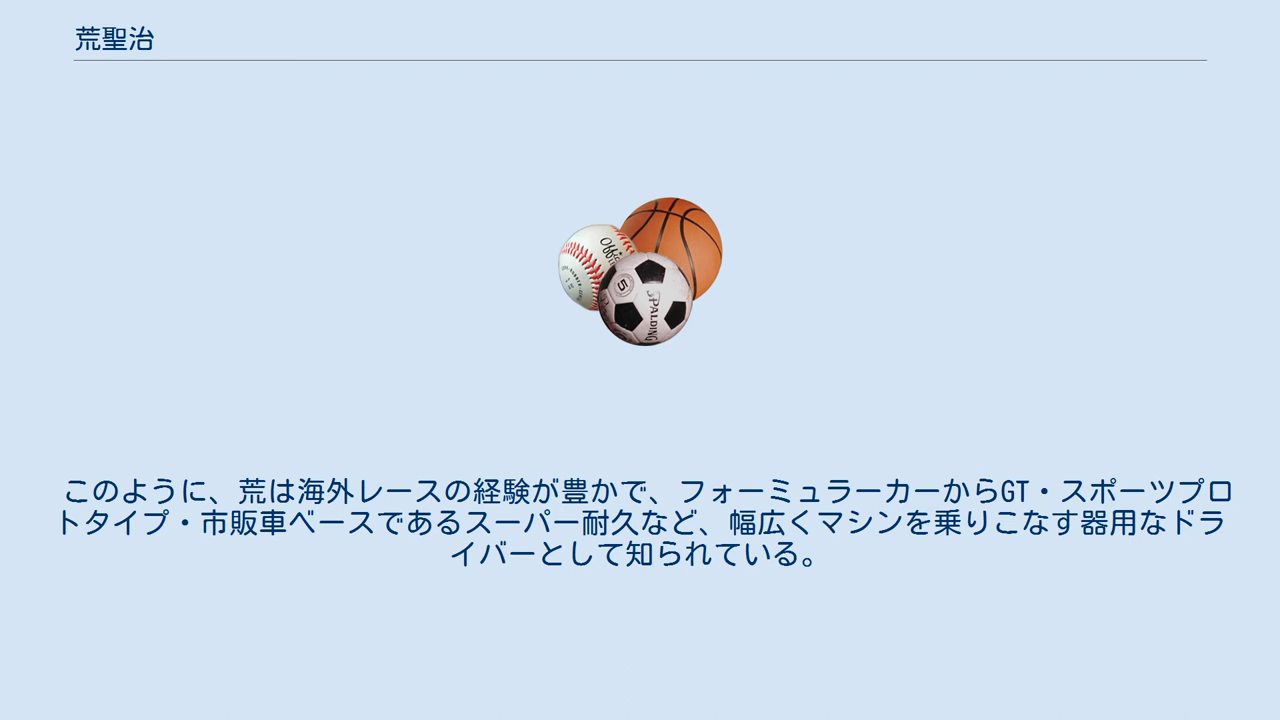 荒聖治
Offici
5
SPALDING
このように、荒は海外レースの経験が豊かで、フォーミュラーカーからGT・スポーツプロ
トタイプ・市販車ベースであるスーパー耐久など、幅広くマシンを乗りこなす器用なドラ
イバーとして知られている。